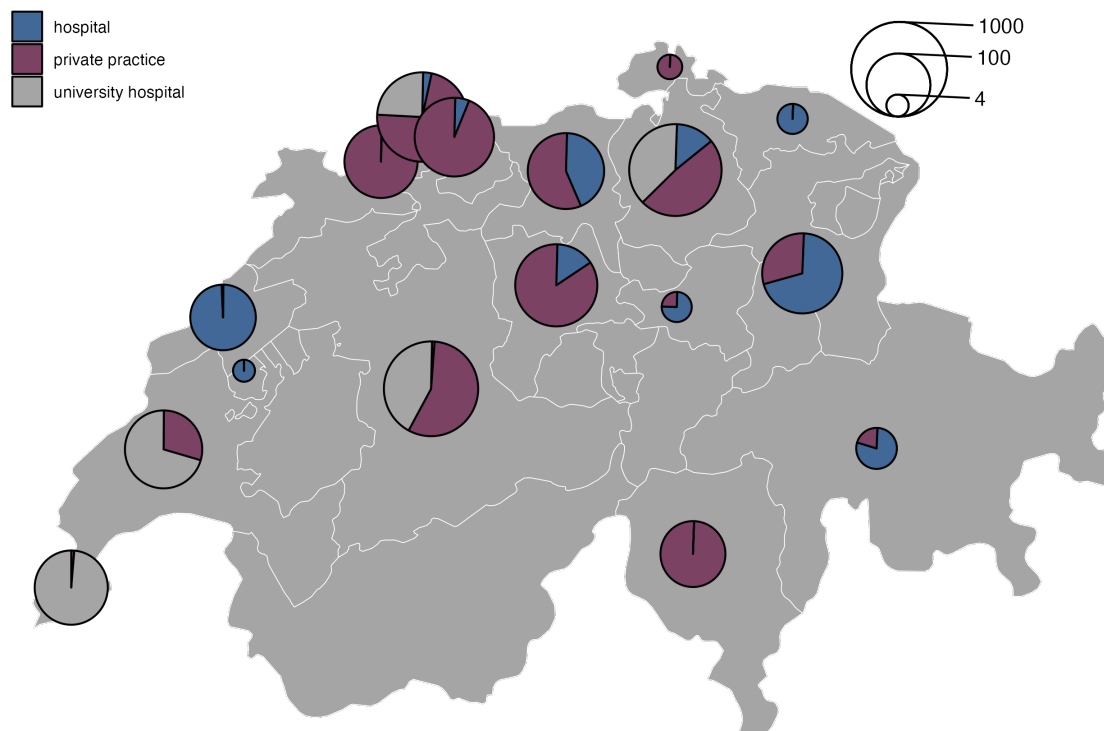 hospital
private practice
university hospital
1000
100
4